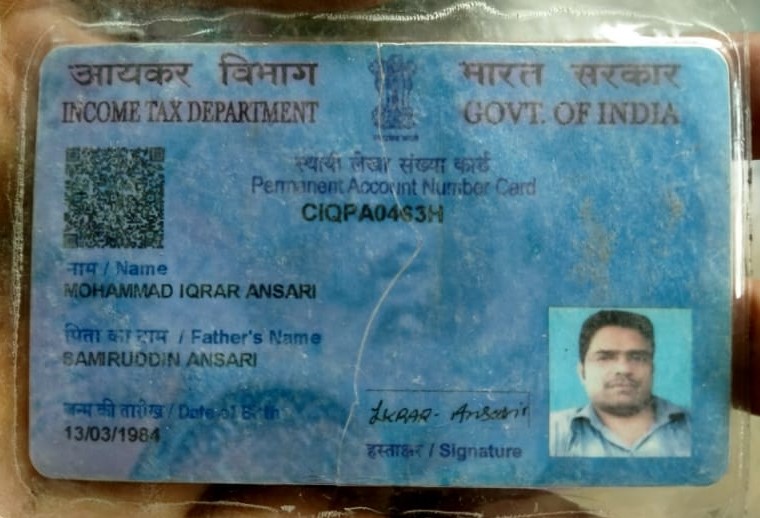 आयकर विभाग
INCOME TAX DEPARTMENT
भारत सरकार
GOVT. OF INDIA
स्थायी लेखा संख्या कार्ड
Permanent Account Number Card
CIQPA0463H
नाम / Name
MOHAMMAD IQRAR ANSARI
पिता का नाम / Father's Name
SAMIRUDDIN ANSARI
जन्म की तारीख / Date of Birth
13/03/1984
IKRAR - Ansari
हस्ताक्षर / Signature